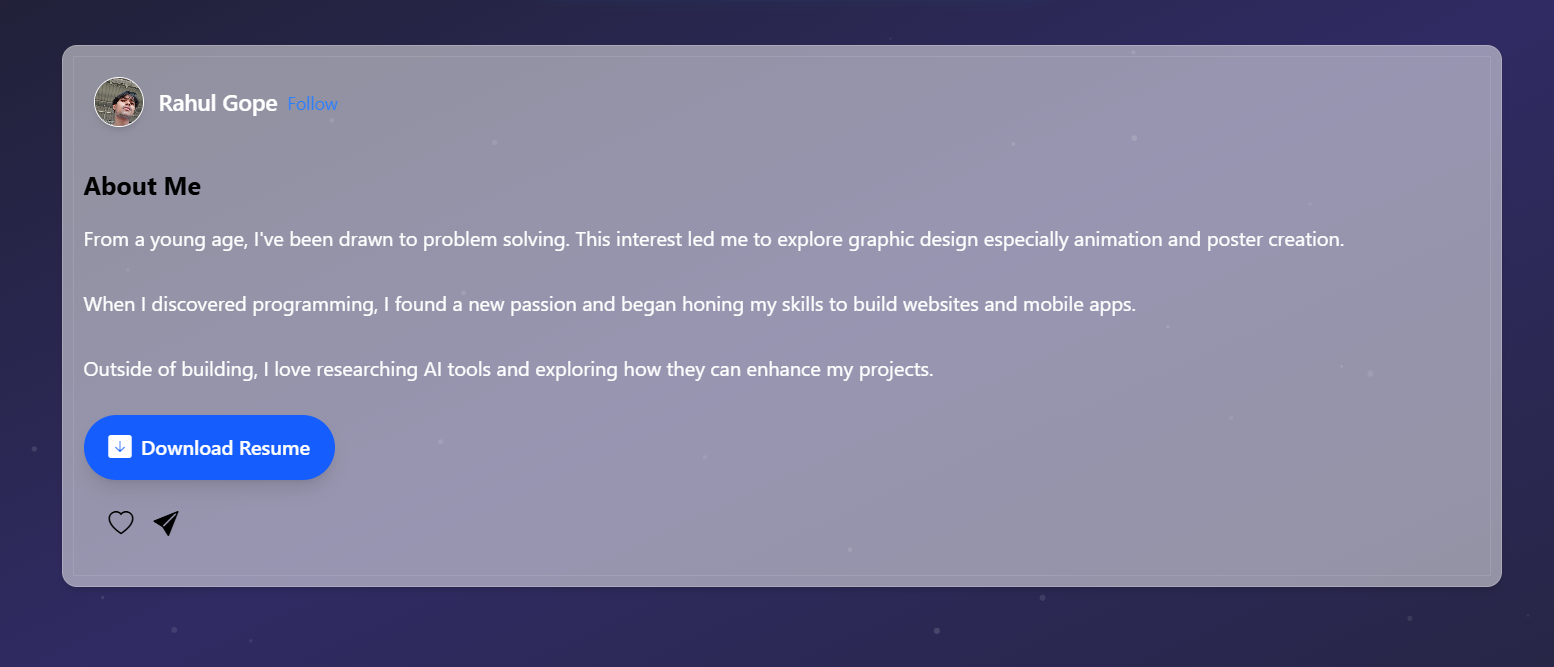 Rahul Gope Follow
About Me
From a young age, I've been drawn to problem solving. This interest led me to explore graphic design especially animation and poster creation.
When I discovered programming, I found a new passion and began honing my skills to build websites and mobile apps.
Outside of building, I love researching AI tools and exploring how they can enhance my projects.
Download Resume